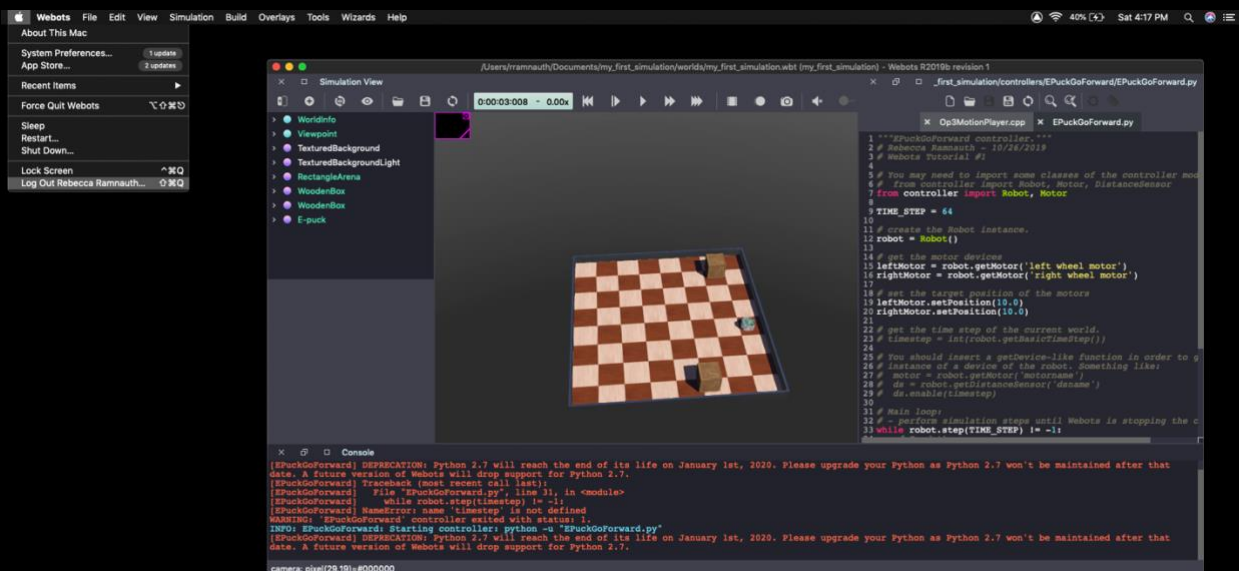 Webots File Edit View Simulation Build Overlays Tools Wizards Help
40% Sat 4:17 PM
About This Mac
System Preferences... 1 update
App Store... 2 updates
Recent Items
Force Quit Webots ⌥⇧⌘⎋
Sleep
Restart...
Shut Down...
Lock Screen ^⌘Q
Log Out Rebecca Ramnauth... ⇧⌘Q
/Users/rramnauth/Documents/my_first_simulation/worlds/my_first_simulation.wbt (my_first_simulation) - Webots R2019b revision 1
Simulation View
0:00:03:008 - 0.00x
WorldInfo
Viewpoint
TexturedBackground
TexturedBackgroundLight
RectangleArena
WoodenBox
WoodenBox
E-puck
_first_simulation/controllers/EPuckGoForward/EPuckGoForward.py
Op3MotionPlayer.cpp EPuckGoForward.py
1 """EPuckGoForward controller."""
2 # Rebecca Ramnauth - 10/26/2019
3 # Webots Tutorial #1
4
5 # You may need to import some classes of the controller mod
6 # from controller import Robot, Motor, DistanceSensor
7 from controller import Robot, Motor
8
9 TIME_STEP = 64
10
11 # create the Robot instance.
12 robot = Robot()
13
14 # get the motor devices
15 leftMotor = robot.getMotor('left wheel motor')
16 rightMotor = robot.getMotor('right wheel motor')
17
18 # set the target position of the motors
19 leftMotor.setPosition(10.0)
20 rightMotor.setPosition(10.0)
21
22 # get the time step of the current world.
23 # timestep = int(robot.getBasicTimeStep())
24
25 # You should insert a getDevice-like function in order to g
26 # instance of a device of the robot. Something like:
27 # motor = robot.getMotor('motorname')
28 # ds = robot.getDistanceSensor('dsname')
29 # ds.enable(timestep)
30
31 # Main loop:
32 # - perform simulation steps until Webots is stopping the c
33 while robot.step(TIME_STEP) != -1:
Console
[EPuckGoForward] DEPRECATION: Python 2.7 will reach the end of its life on January 1st, 2020. Please upgrade your Python as Python 2.7 won't be maintained after that
date. A future version of Webots will drop support for Python 2.7.
[EPuckGoForward] Traceback (most recent call last):
[EPuckGoForward] File "EPuckGoForward.py", line 31, in <module>
[EPuckGoForward] while robot.step(timestep) != -1:
[EPuckGoForward] NameError: name 'timestep' is not defined
WARNING: 'EPuckGoForward' controller exited with status: 1.
INFO: EPuckGoForward: Starting controller: python -u "EPuckGoForward.py"
[EPuckGoForward] DEPRECATION: Python 2.7 will reach the end of its life on January 1st, 2020. Please upgrade your Python as Python 2.7 won't be maintained after that
date. A future version of Webots will drop support for Python 2.7.
camera: pixel(29,19)=#000000